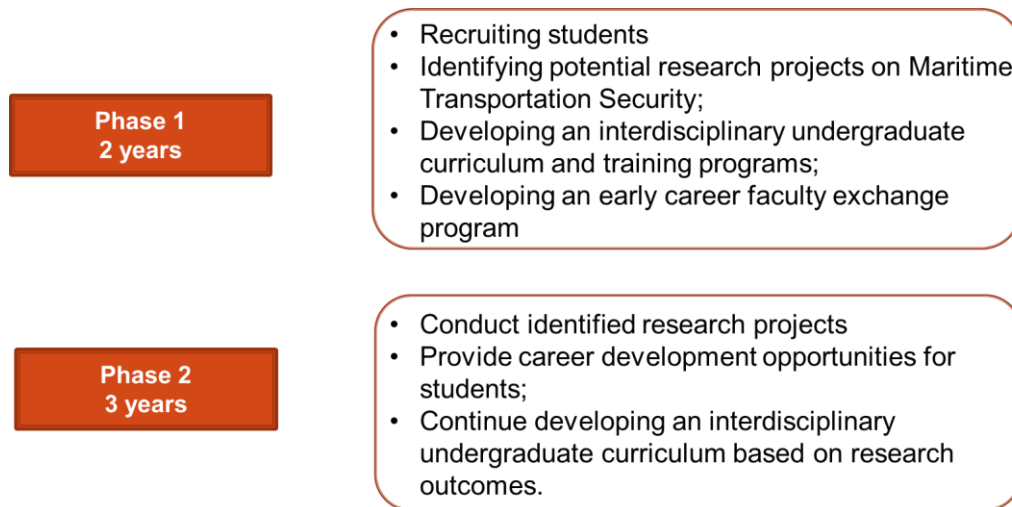 Phase 1
2 years
• Recruiting students
• Identifying potential research projects on Maritime
Transportation Security;
• Developing an interdisciplinary undergraduate
curriculum and training programs;
• Developing an early career faculty exchange
program
Phase 2
3 years
• Conduct identified research projects
• Provide career development opportunities for
students;
• Continue developing an interdisciplinary
undergraduate curriculum based on research
outcomes.